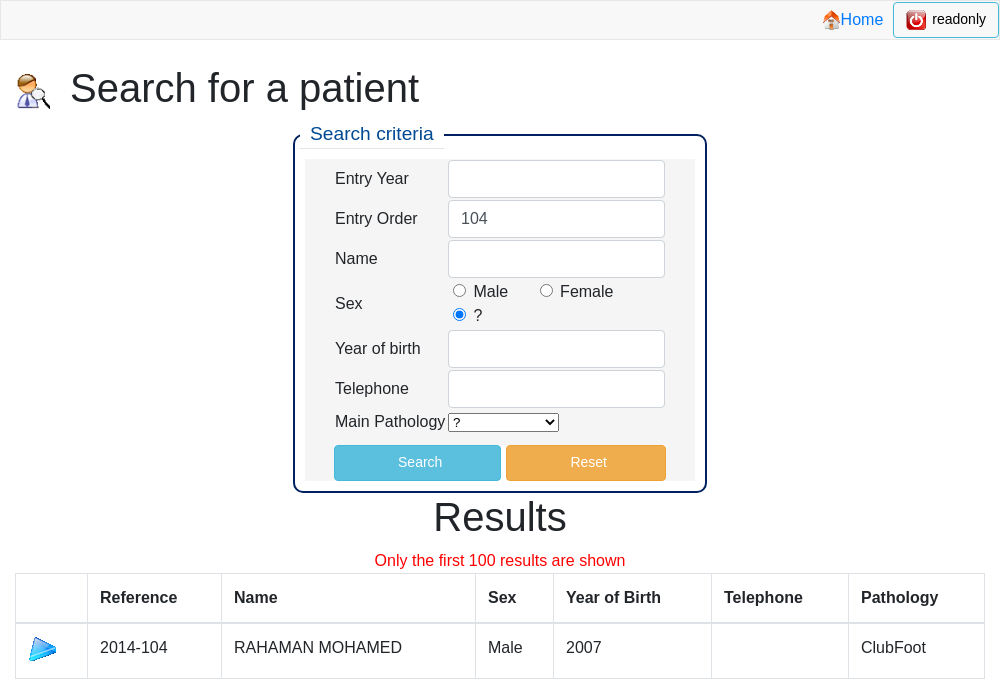 Home readonly
Search for a patient
Search criteria
Entry Year
Entry Order 104
Name
Sex Male Female
?
Year of birth
Telephone
Main Pathology ?
Search Reset
Results
Only the first 100 results are shown
Reference Name Sex Year of Birth Telephone Pathology
2014-104 RAHAMAN MOHAMED Male 2007 ClubFoot